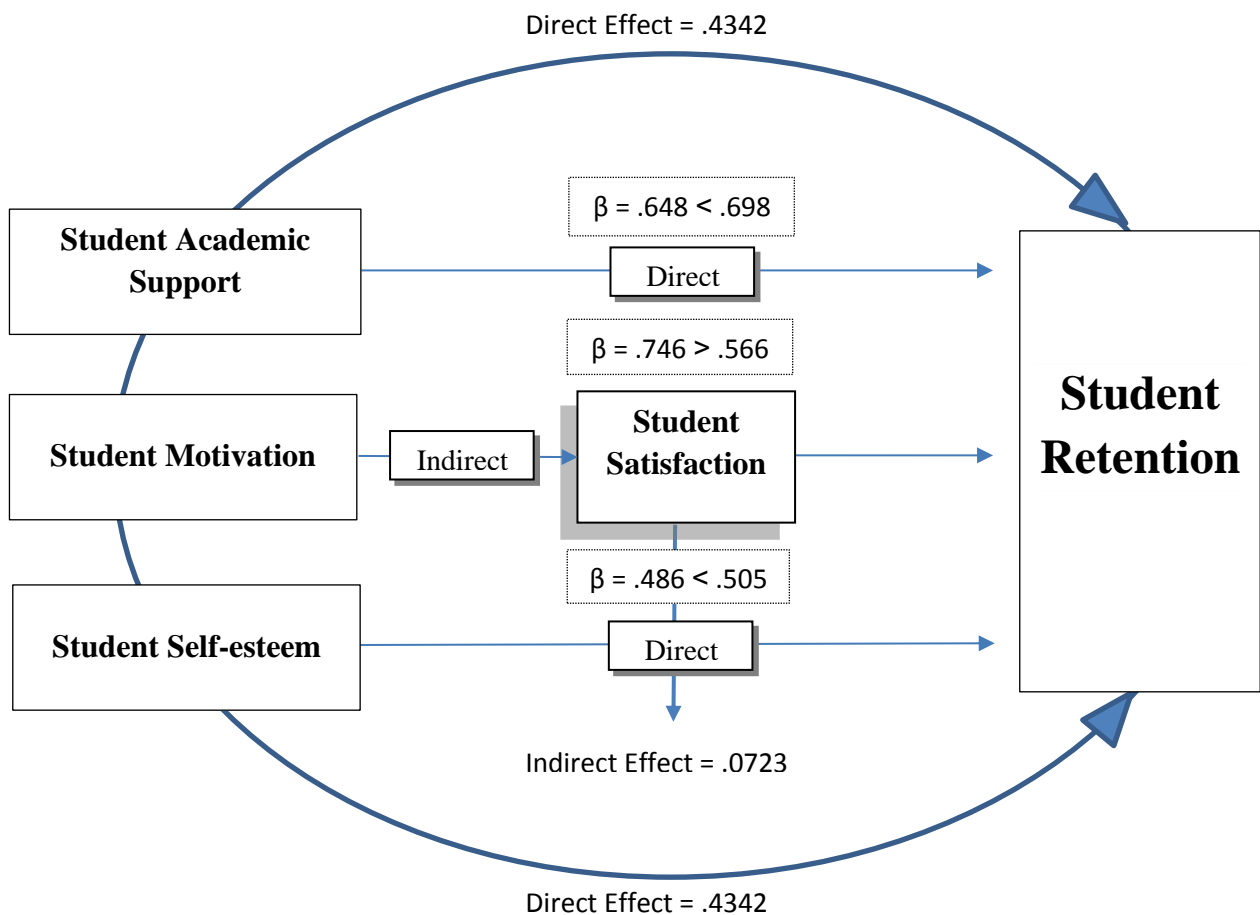 Direct Effect = .4342
β = .648 < .698
Student Academic
Support
Direct
β = .746 > .566
Student Motivation
Indirect
Student
Satisfaction
Student
Retention
β = .486 < .505
Student Self-esteem
Direct
Indirect Effect = .0723
Direct Effect = .4342